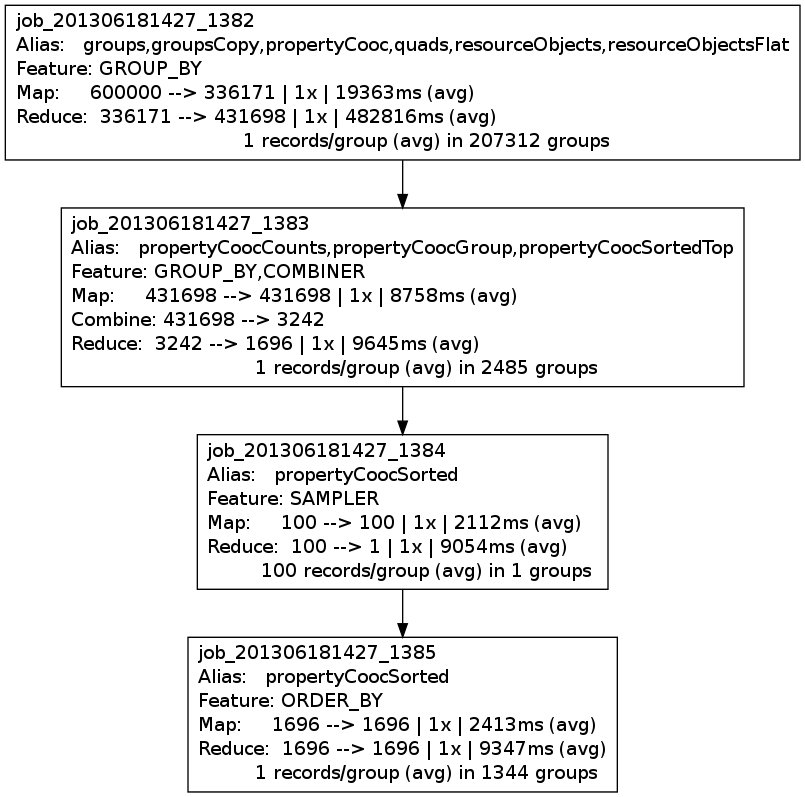 job_201306181427_1382
Alias: groups,groupsCopy,propertyCooc,quads,resourceObjects,resourceObjectsFlat
Feature: GROUP_BY
Map: 600000 --> 336171 | 1x | 19363ms (avg)
Reduce: 336171 --> 431698 | 1x | 482816ms (avg)
1 records/group (avg) in 207312 groups
job_201306181427_1383
Alias: propertyCoocCounts,propertyCoocGroup,propertyCoocSortedTop
Feature: GROUP_BY,COMBINER
Map: 431698 --> 431698 | 1x | 8758ms (avg)
Combine: 431698 --> 3242
Reduce: 3242 --> 1696 | 1x | 9645ms (avg)
1 records/group (avg) in 2485 groups
job_201306181427_1384
Alias: propertyCoocSorted
Feature: SAMPLER
Map: 100 --> 100 | 1x | 2112ms (avg)
Reduce: 100 --> 1 | 1x | 9054ms (avg)
100 records/group (avg) in 1 groups
job_201306181427_1385
Alias: propertyCoocSorted
Feature: ORDER_BY
Map: 1696 --> 1696 | 1x | 2413ms (avg)
Reduce: 1696 --> 1696 | 1x | 9347ms (avg)
1 records/group (avg) in 1344 groups